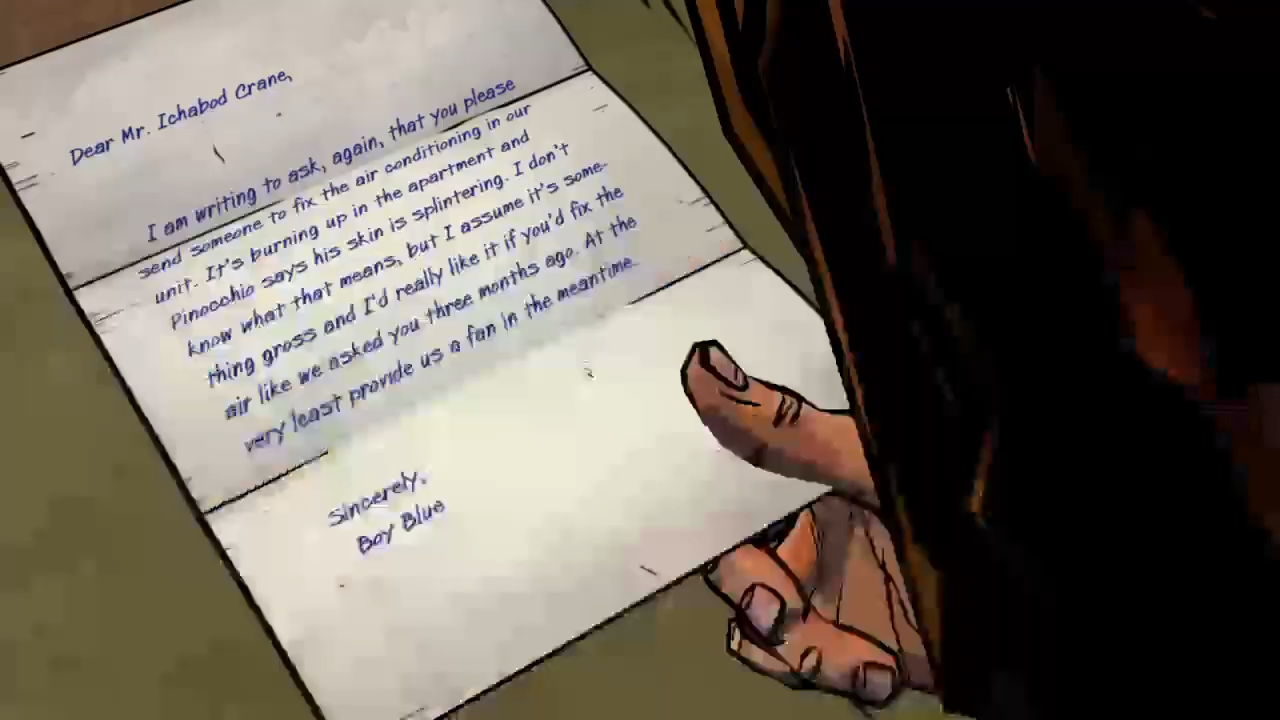 Dear Mr. Ichabod Crane,
I am writing to ask, again, that you please
send someone to fix the air conditioning in our
unit. It's burning up in the apartment and
Pinocchio says his skin is splintering. I don't
know what that means, but I assume it's some-
thing gross and I'd really like it if you'd fix the
air like we asked you three months ago. At the
very least provide us a fan in the meantime.
Sincerely,
Boy Blue